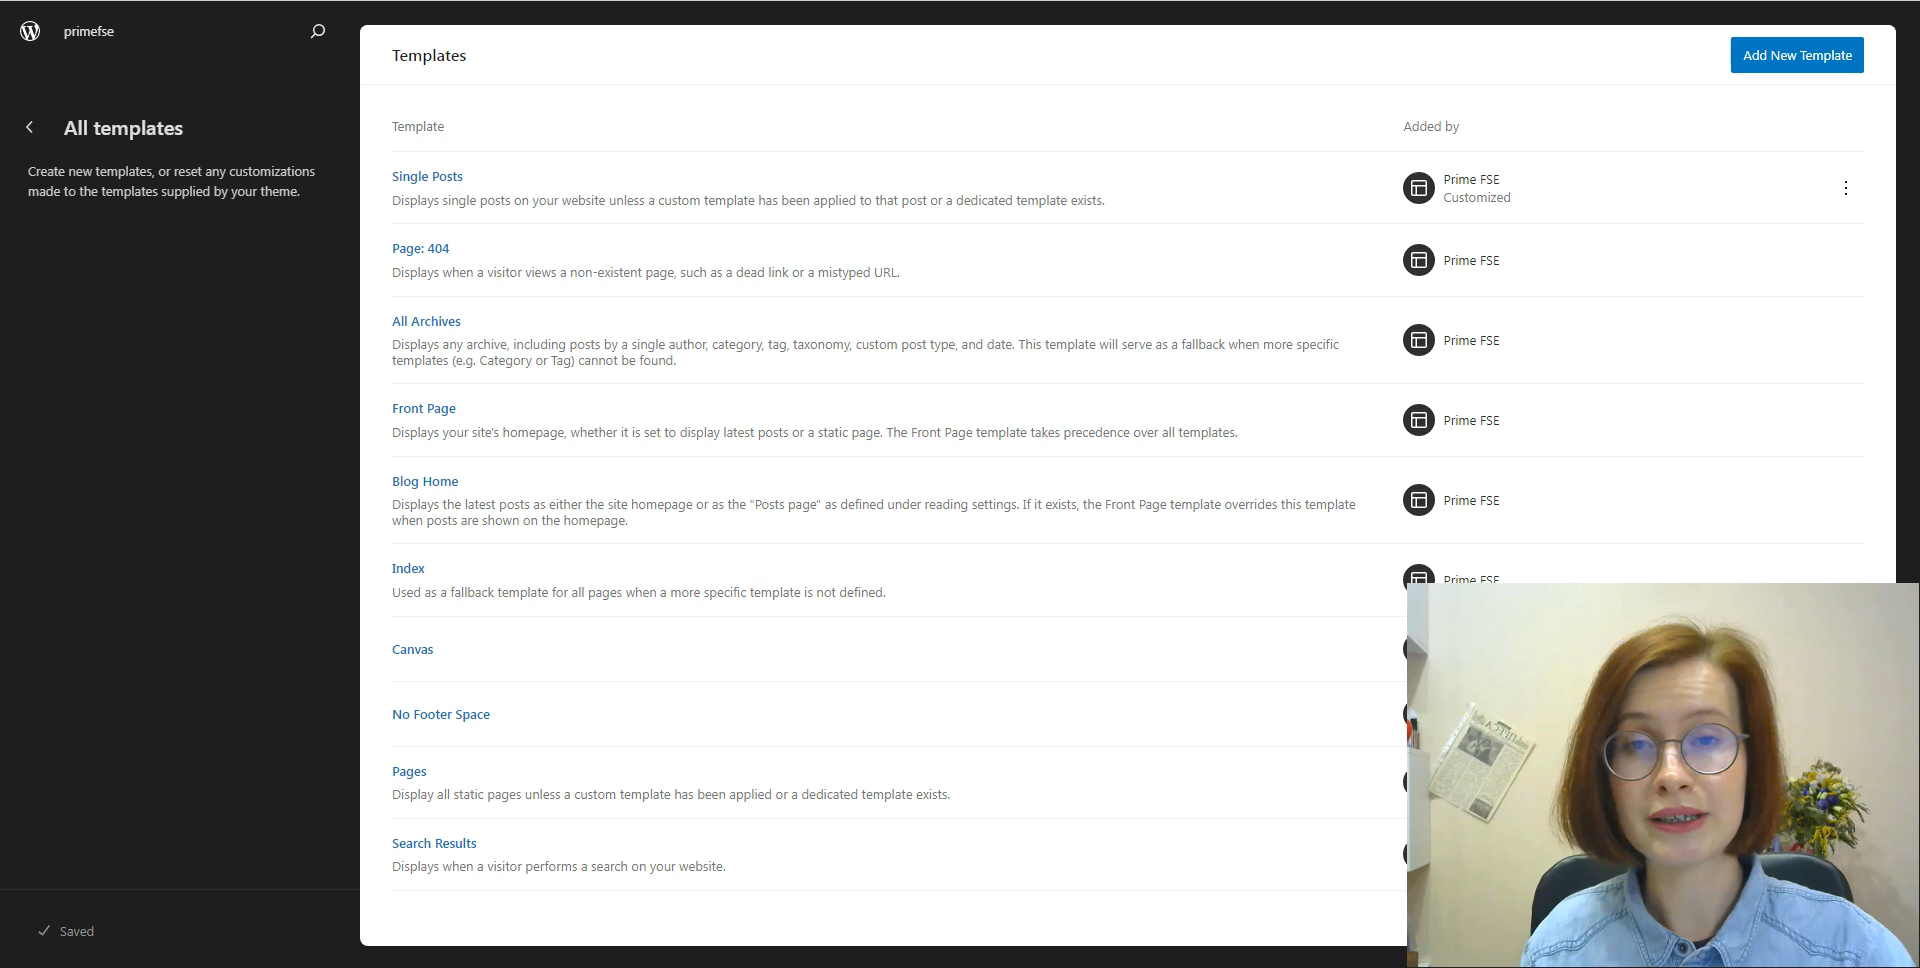 primefse
Templates
Add New Template
All templates
Create new templates, or reset any customizations
made to the templates supplied by your theme.
Template
Added by
Single Posts
Displays single posts on your website unless a custom template has been applied to that post or a dedicated template exists.
Prime FSE
Customized
Page: 404
Displays when a visitor views a non-existent page, such as a dead link or a mistyped URL.
Prime FSE
All Archives
Displays any archive, including posts by a single author, category, tag, taxonomy, custom post type, and date. This template will serve as a fallback when more specific
templates (e.g. Category or Tag) cannot be found.
Prime FSE
Front Page
Displays your site's homepage, whether it is set to display latest posts or a static page. The Front Page template takes precedence over all templates.
Prime FSE
Blog Home
Displays the latest posts as either the site homepage or as the "Posts page" as defined under reading settings. If it exists, the Front Page template overrides this template
when posts are shown on the homepage.
Prime FSE
Index
Used as a fallback template for all pages when a more specific template is not defined.
Prime FSE
Canvas
No Footer Space
Pages
Display all static pages unless a custom template has been applied or a dedicated template exists.
Search Results
Displays when a visitor performs a search on your website.
Saved